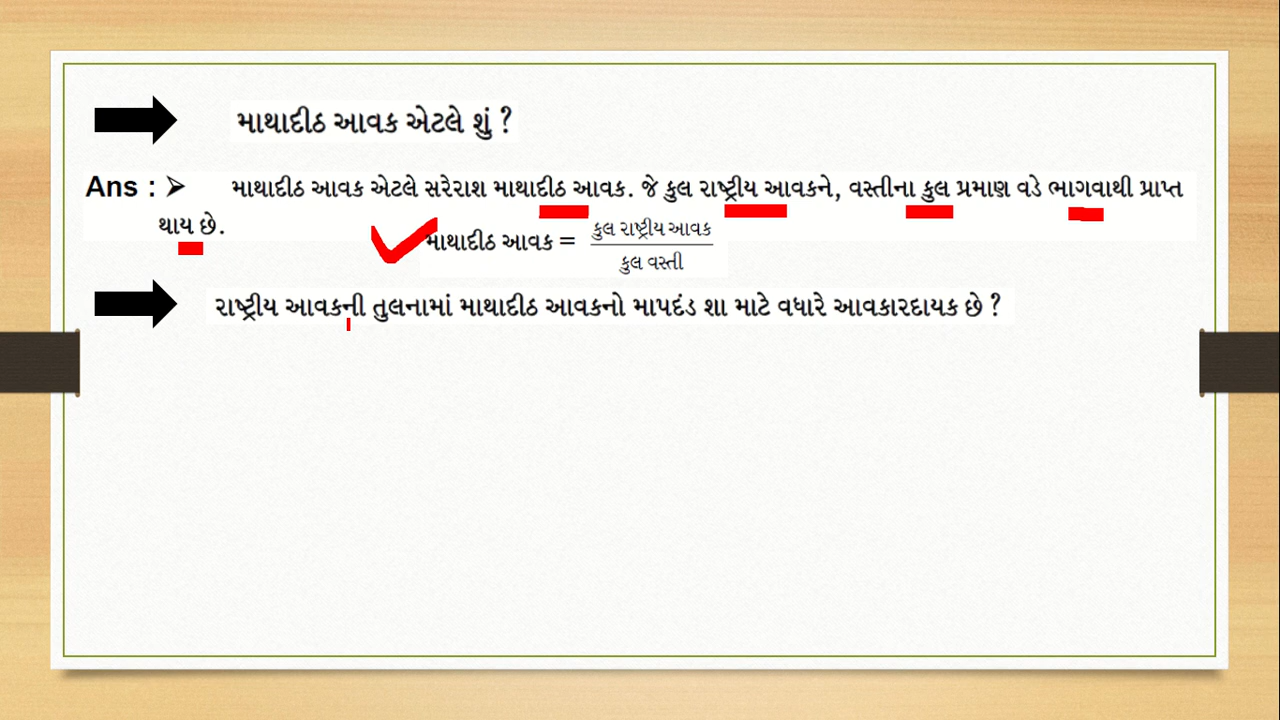 માથાદીઠ આવક એટલે શું ?
Ans : ➢ માથાદીઠ આવક એટલે સરેરાશ માથાદીઠ આવક. જે કુલ રાષ્ટ્રીય આવકને, વસ્તીના કુલ પ્રમાણ વડે ભાગવાથી પ્રાપ્ત
થાય છે.
માથાદીઠ આવક = કુલ રાષ્ટ્રીય આવક
કુલ વસ્તી
રાષ્ટ્રીય આવકની તુલનામાં માથાદીઠ આવકનો માપદંડ શા માટે વધારે આવકારદાયક છે ?